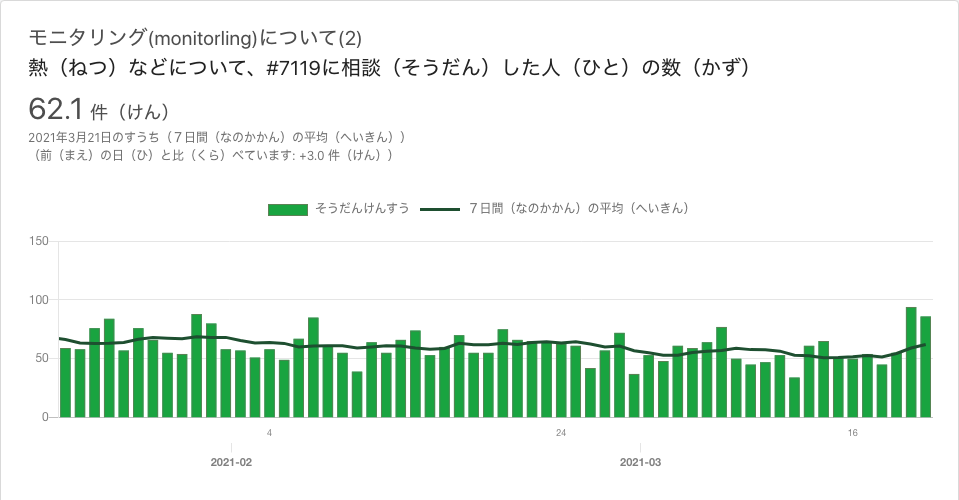 モニタリング(monitorling)について(2)
熱（ねつ）などについて、#7119に相談（そうだん）した人（ひと）の数（かず）
62.1 件（けん）
2021年3月21日のすうち（７日間（なのかかん）の平均（へいきん））
（前（まえ）の日（ひ）と比（くら）べています: +3.0 件（けん））
そうだんけんすう ７日間（なのかかん）の平均（へいきん）
150
100
50
0
4 24 16
2021-02 2021-03